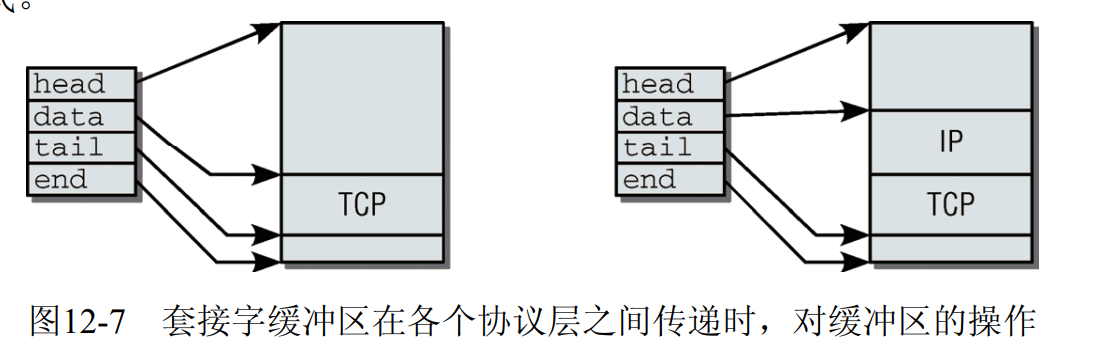 式。
head
data
tail
end
TCP
head
data
tail
end
IP
TCP
图12-7 套接字缓冲区在各个协议层之间传递时，对缓冲区的操作